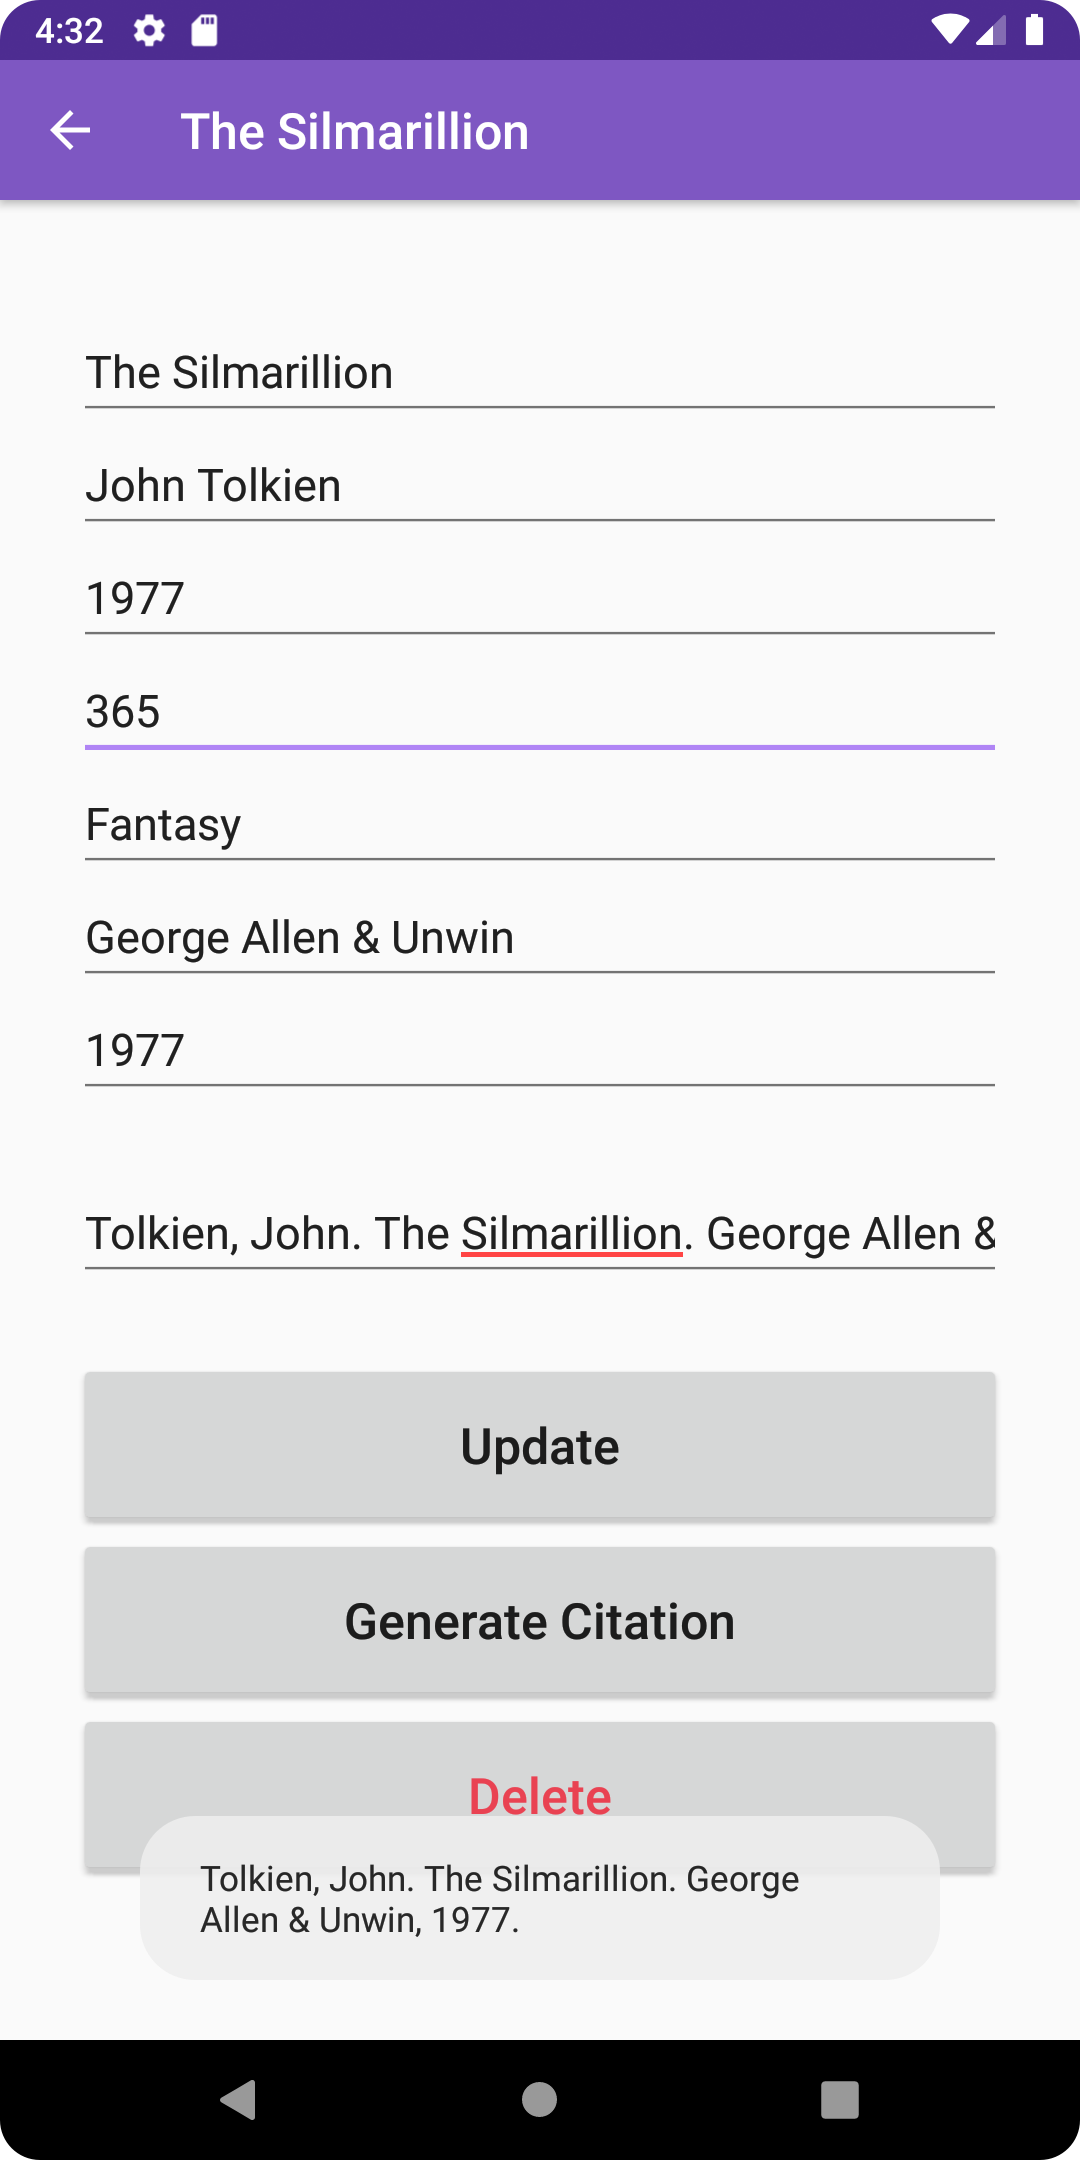 4:32
The Silmarillion
The Silmarillion
John Tolkien
1977
365
Fantasy
George Allen & Unwin
1977
Tolkien, John. The Silmarillion. George Allen &
Update
Generate Citation
Delete
Tolkien, John. The Silmarillion. George
Allen & Unwin, 1977.